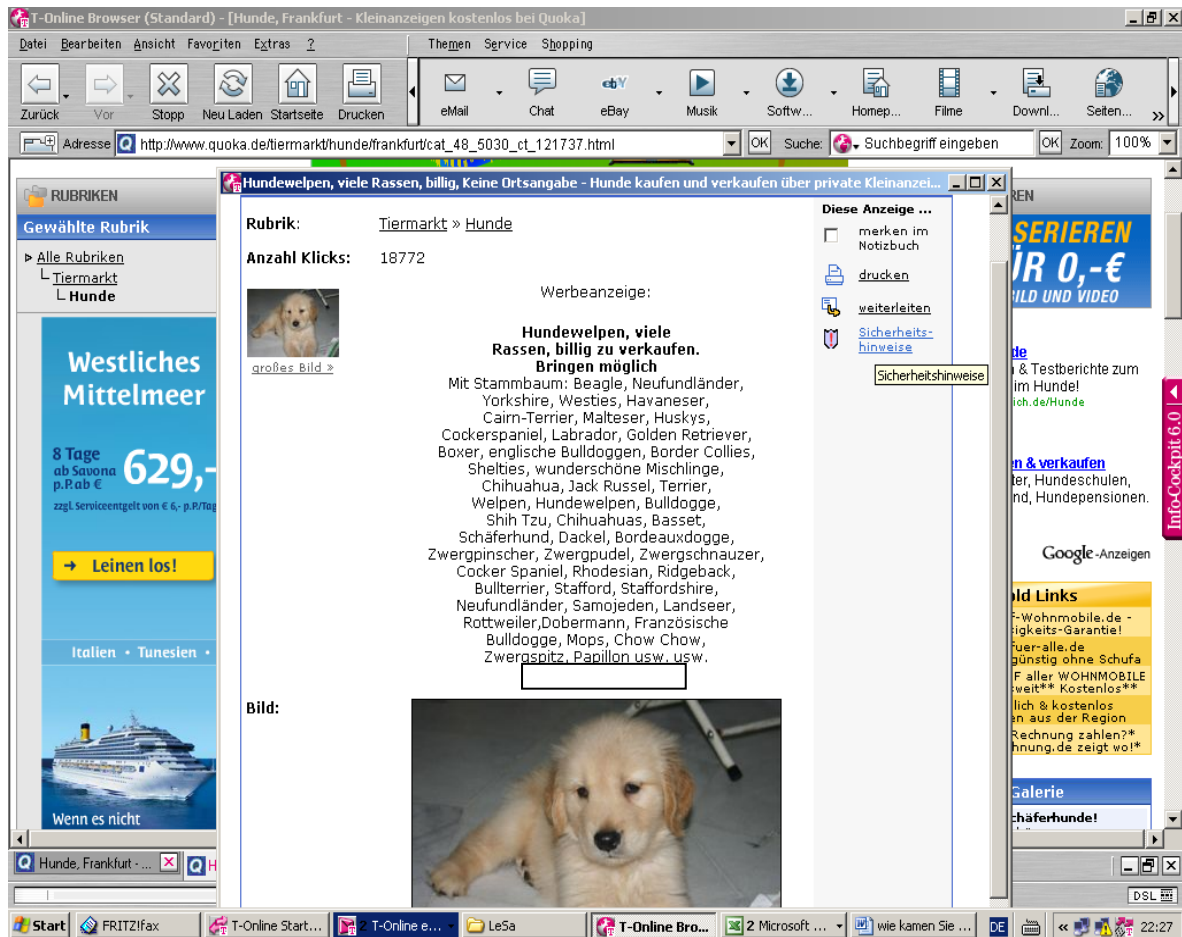 T-Online Browser (Standard) - [Hunde, Frankfurt - Kleinanzeigen kostenlos bei Quoka]
Datei Bearbeiten Ansicht Favoriten Extras ? Themen Service Shopping
Zurück Vor Stopp Neu Laden Startseite Drucken eMail Chat eBay Musik Softw... Homep... Filme Downl... Seiten... »
Adresse http://www.quoka.de/tiermarkt/hunde/frankfurt/cat_48_5030_ct_121737.html OK Suche: Suchbegriff eingeben OK Zoom: 100%
RUBRIKEN
Gewählte Rubrik
Alle Rubriken
Tiermarkt
Hunde
Westliches
Mittelmeer
8 Tage
ab Savona
p.P. ab €
629,-
zzgl. Serviceentgelt von € 6,- p.P./Tag
→ Leinen los!
Italien • Tunesien •
Wenn es nicht
Hundewelpen, viele Rassen, billig, Keine Ortsangabe - Hunde kaufen und verkaufen über private Kleinanzei...
Rubrik: Tiermarkt » Hunde
Anzahl Klicks: 18772
großes Bild »
Werbeanzeige:
Hundewelpen, viele
Rassen, billig zu verkaufen.
Bringen möglich
Mit Stammbaum: Beagle, Neufundländer,
Yorkshire, Westies, Havaneser,
Cairn-Terrier, Malteser, Huskys,
Cockerspaniel, Labrador, Golden Retriever,
Boxer, englische Bulldoggen, Border Collies,
Shelties, wunderschöne Mischlinge,
Chihuahua, Jack Russel, Terrier,
Welpen, Hundewelpen, Bulldogge,
Shih Tzu, Chihuahuas, Basset,
Schäferhund, Dackel, Bordeauxdogge,
Zwergpinscher, Zwergpudel, Zwergschnauzer,
Cocker Spaniel, Rhodesian, Ridgeback,
Bullterrier, Stafford, Staffordshire,
Neufundländer, Samojeden, Landseer,
Rottweiler,Dobermann, Französische
Bulldogge, Mops, Chow Chow,
Zwergspitz, Papillon usw. usw.
Bild:
Diese Anzeige ...
merken im
Notizbuch
drucken
weiterleiten
Sicherheits-
hinweise
Sicherheitshinweise
REN
SERIEREN
ÜR 0,-€
BILD UND VIDEO
de
& Testberichte zum
im Hunde!
ich.de/Hunde
n & verkaufen
ter, Hundeschulen,
nd, Hundepensionen.
Google-Anzeigen
ld Links
F-Wohnmobile.de -
igkeits-Garantie!
fuer-alle.de
günstig ohne Schufa
F aller WOHNMOBILE
sweit** Kostenlos**
lich & kostenlos
en aus der Region
Rechnung zahlen?*
hnung.de zeigt wo!*
Galerie
chäferhunde!
Info-Cockpit 6.0
Hunde, Frankfurt - ... H
DSL
Start FRITZ!fax T-Online Start... 2 T-Online e... LeSa T-Online Bro... 2 Microsoft ... wie kamen Sie ... DE « 22:27